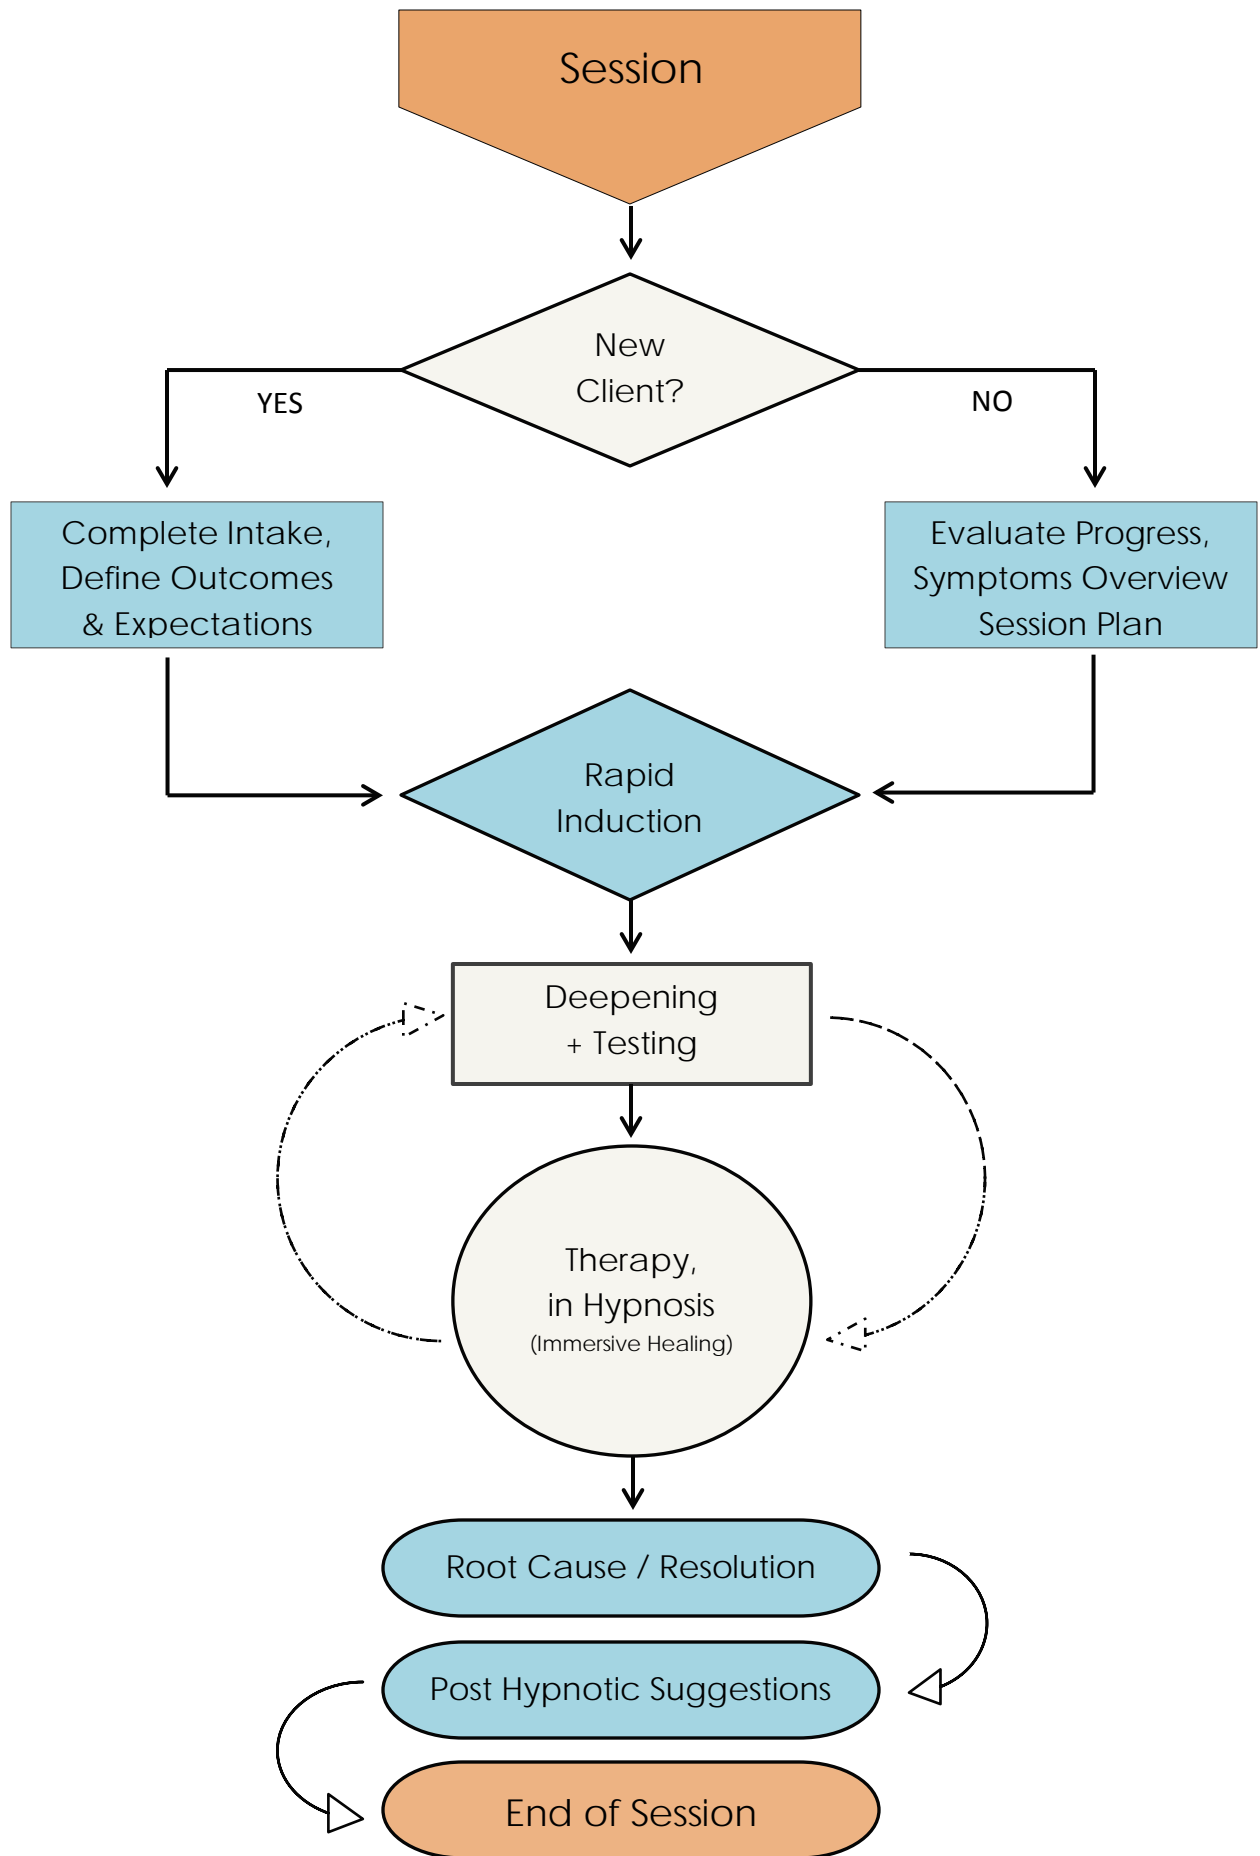 Session
New
Client?
YES
NO
Complete Intake,
Define Outcomes
& Expectations
Evaluate Progress,
Symptoms Overview
Session Plan
Rapid
Induction
Deepening
+ Testing
Therapy,
in Hypnosis
(Immersive Healing)
Root Cause / Resolution
Post Hypnotic Suggestions
End of Session